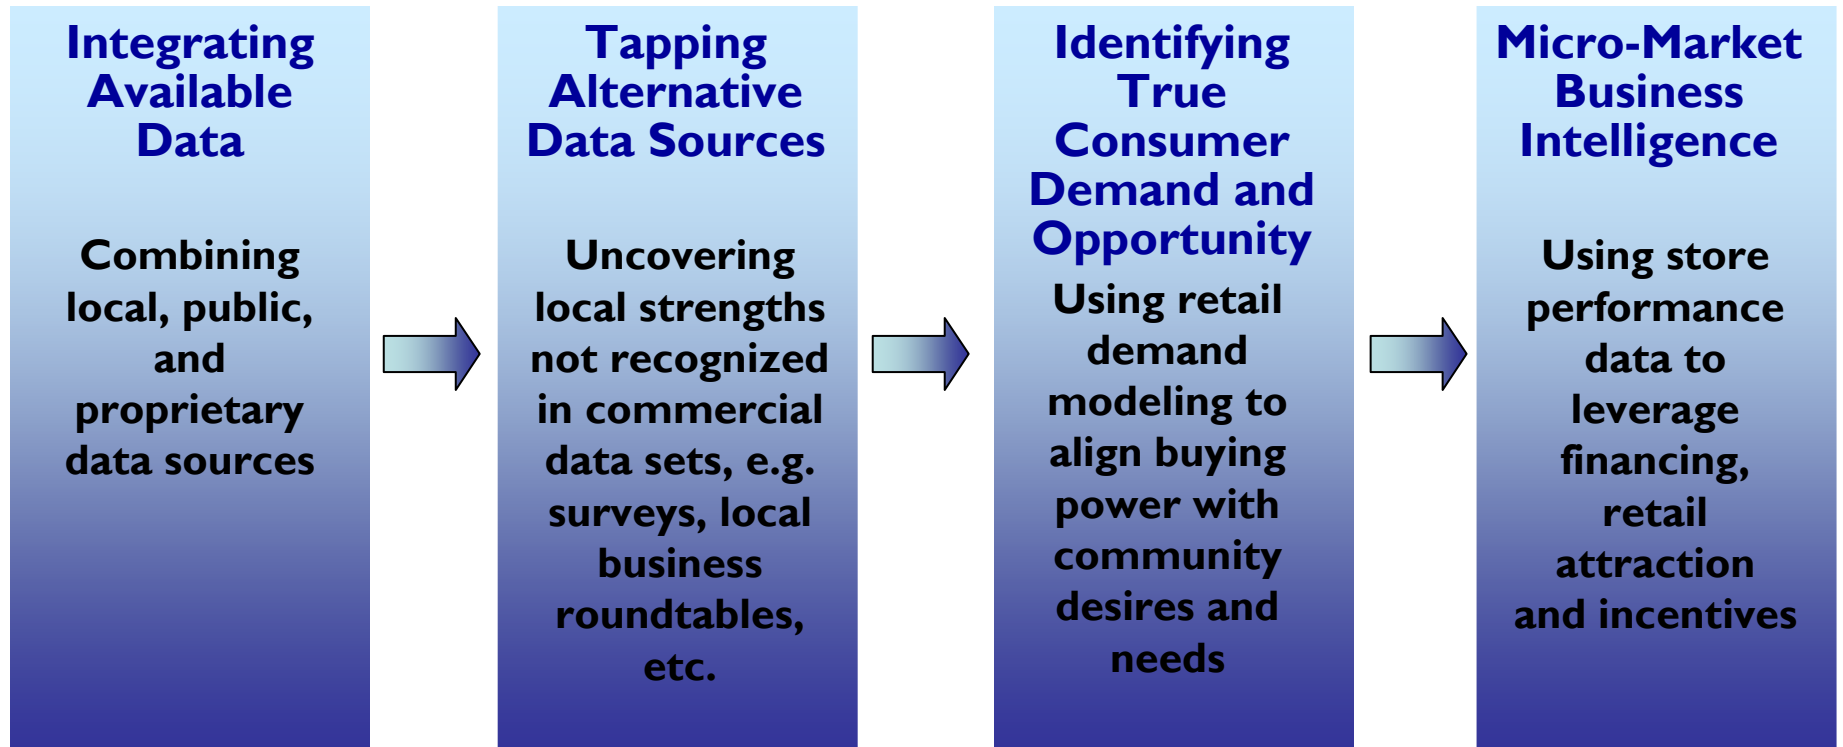 Integrating
Available
Data
Combining
local, public,
and
proprietary
data sources
Tapping
Alternative
Data Sources
Uncovering
local strengths
not recognized
in commercial
data sets, e.g.
surveys, local
business
roundtables,
etc.
Identifying
True
Consumer
Demand and
Opportunity
Using retail
demand
modeling to
align buying
power with
community
desires and
needs
Micro-Market
Business
Intelligence
Using store
performance
data to
leverage
financing,
retail
attraction
and incentives